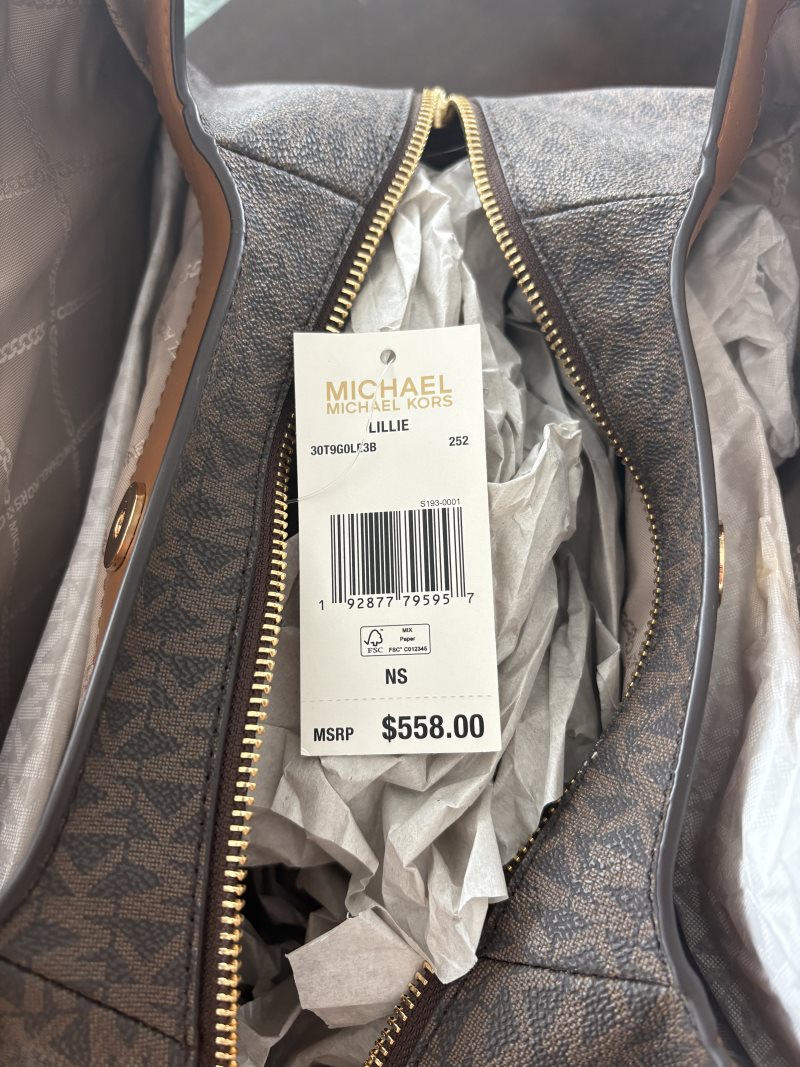 MICHAEL
MICHAEL KORS
LILLIE
30T9G0LE3B 252
S193-0001
1 92877 79595 7
FSC
MIX
Paper
FSC® C012345
NS
MSRP $558.00